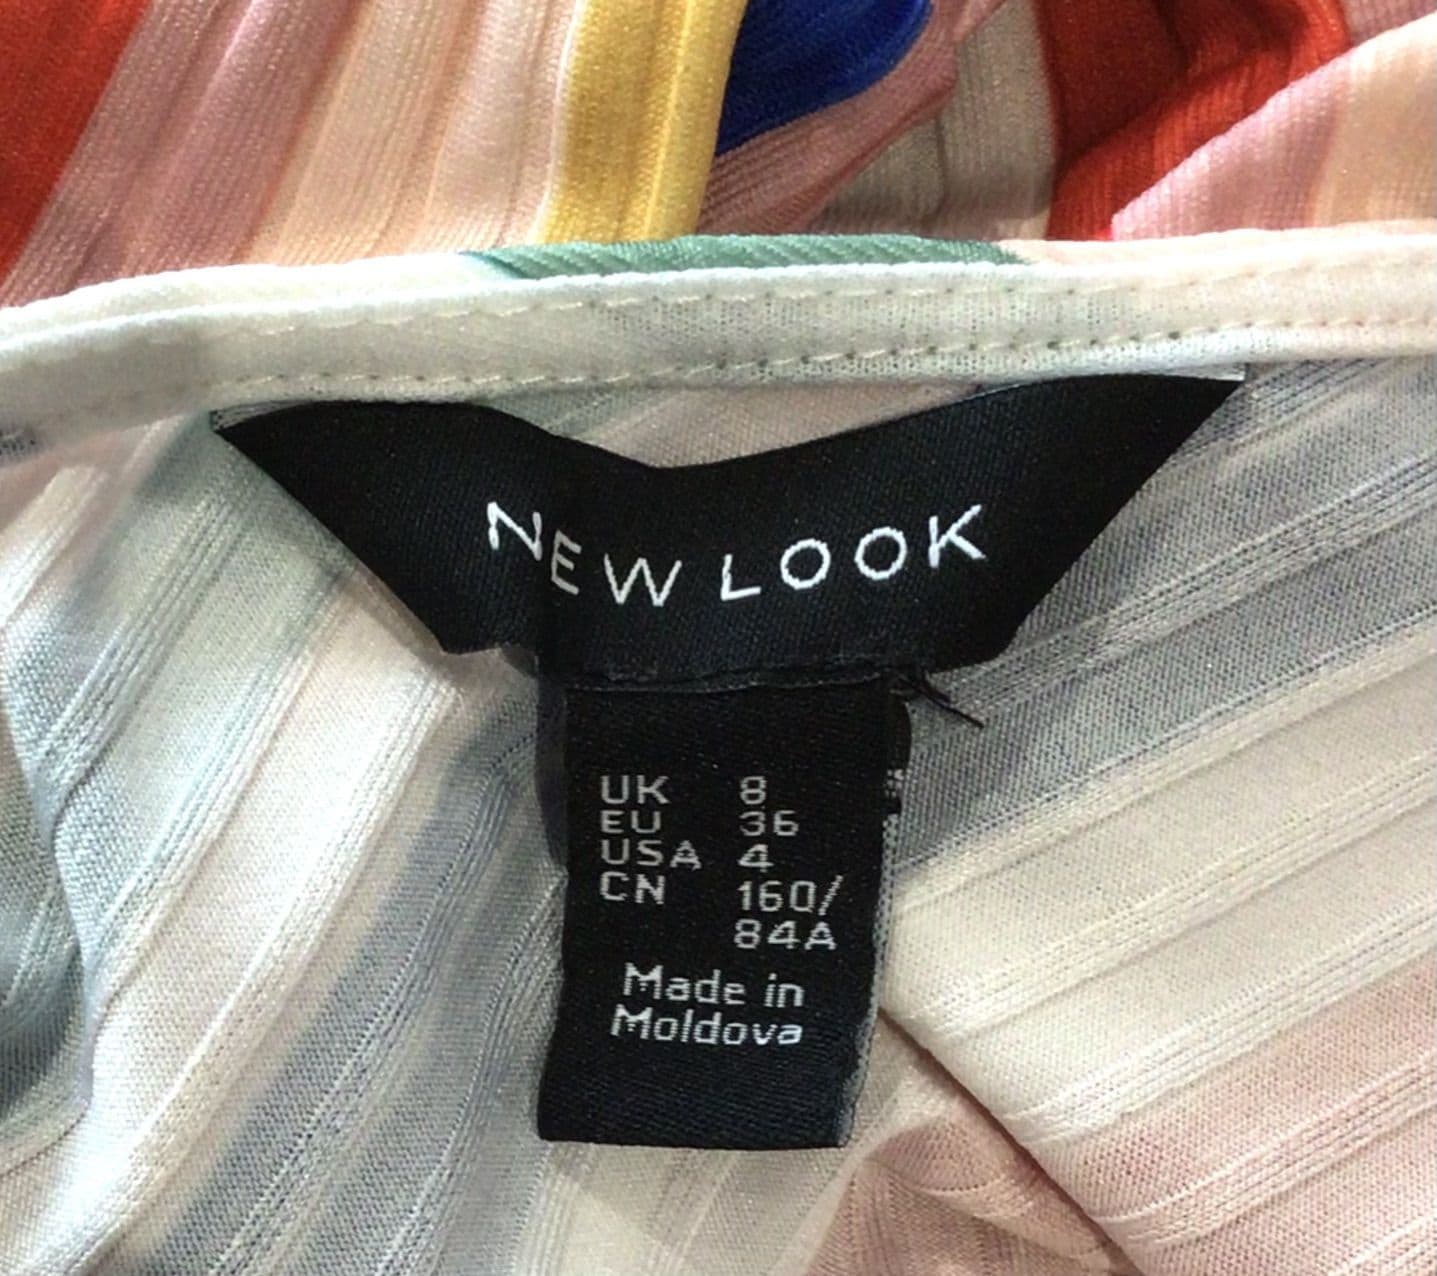 NEW LOOK
UK 8
EU 36
USA 4
CN 160/
84A
Made in
Moldova